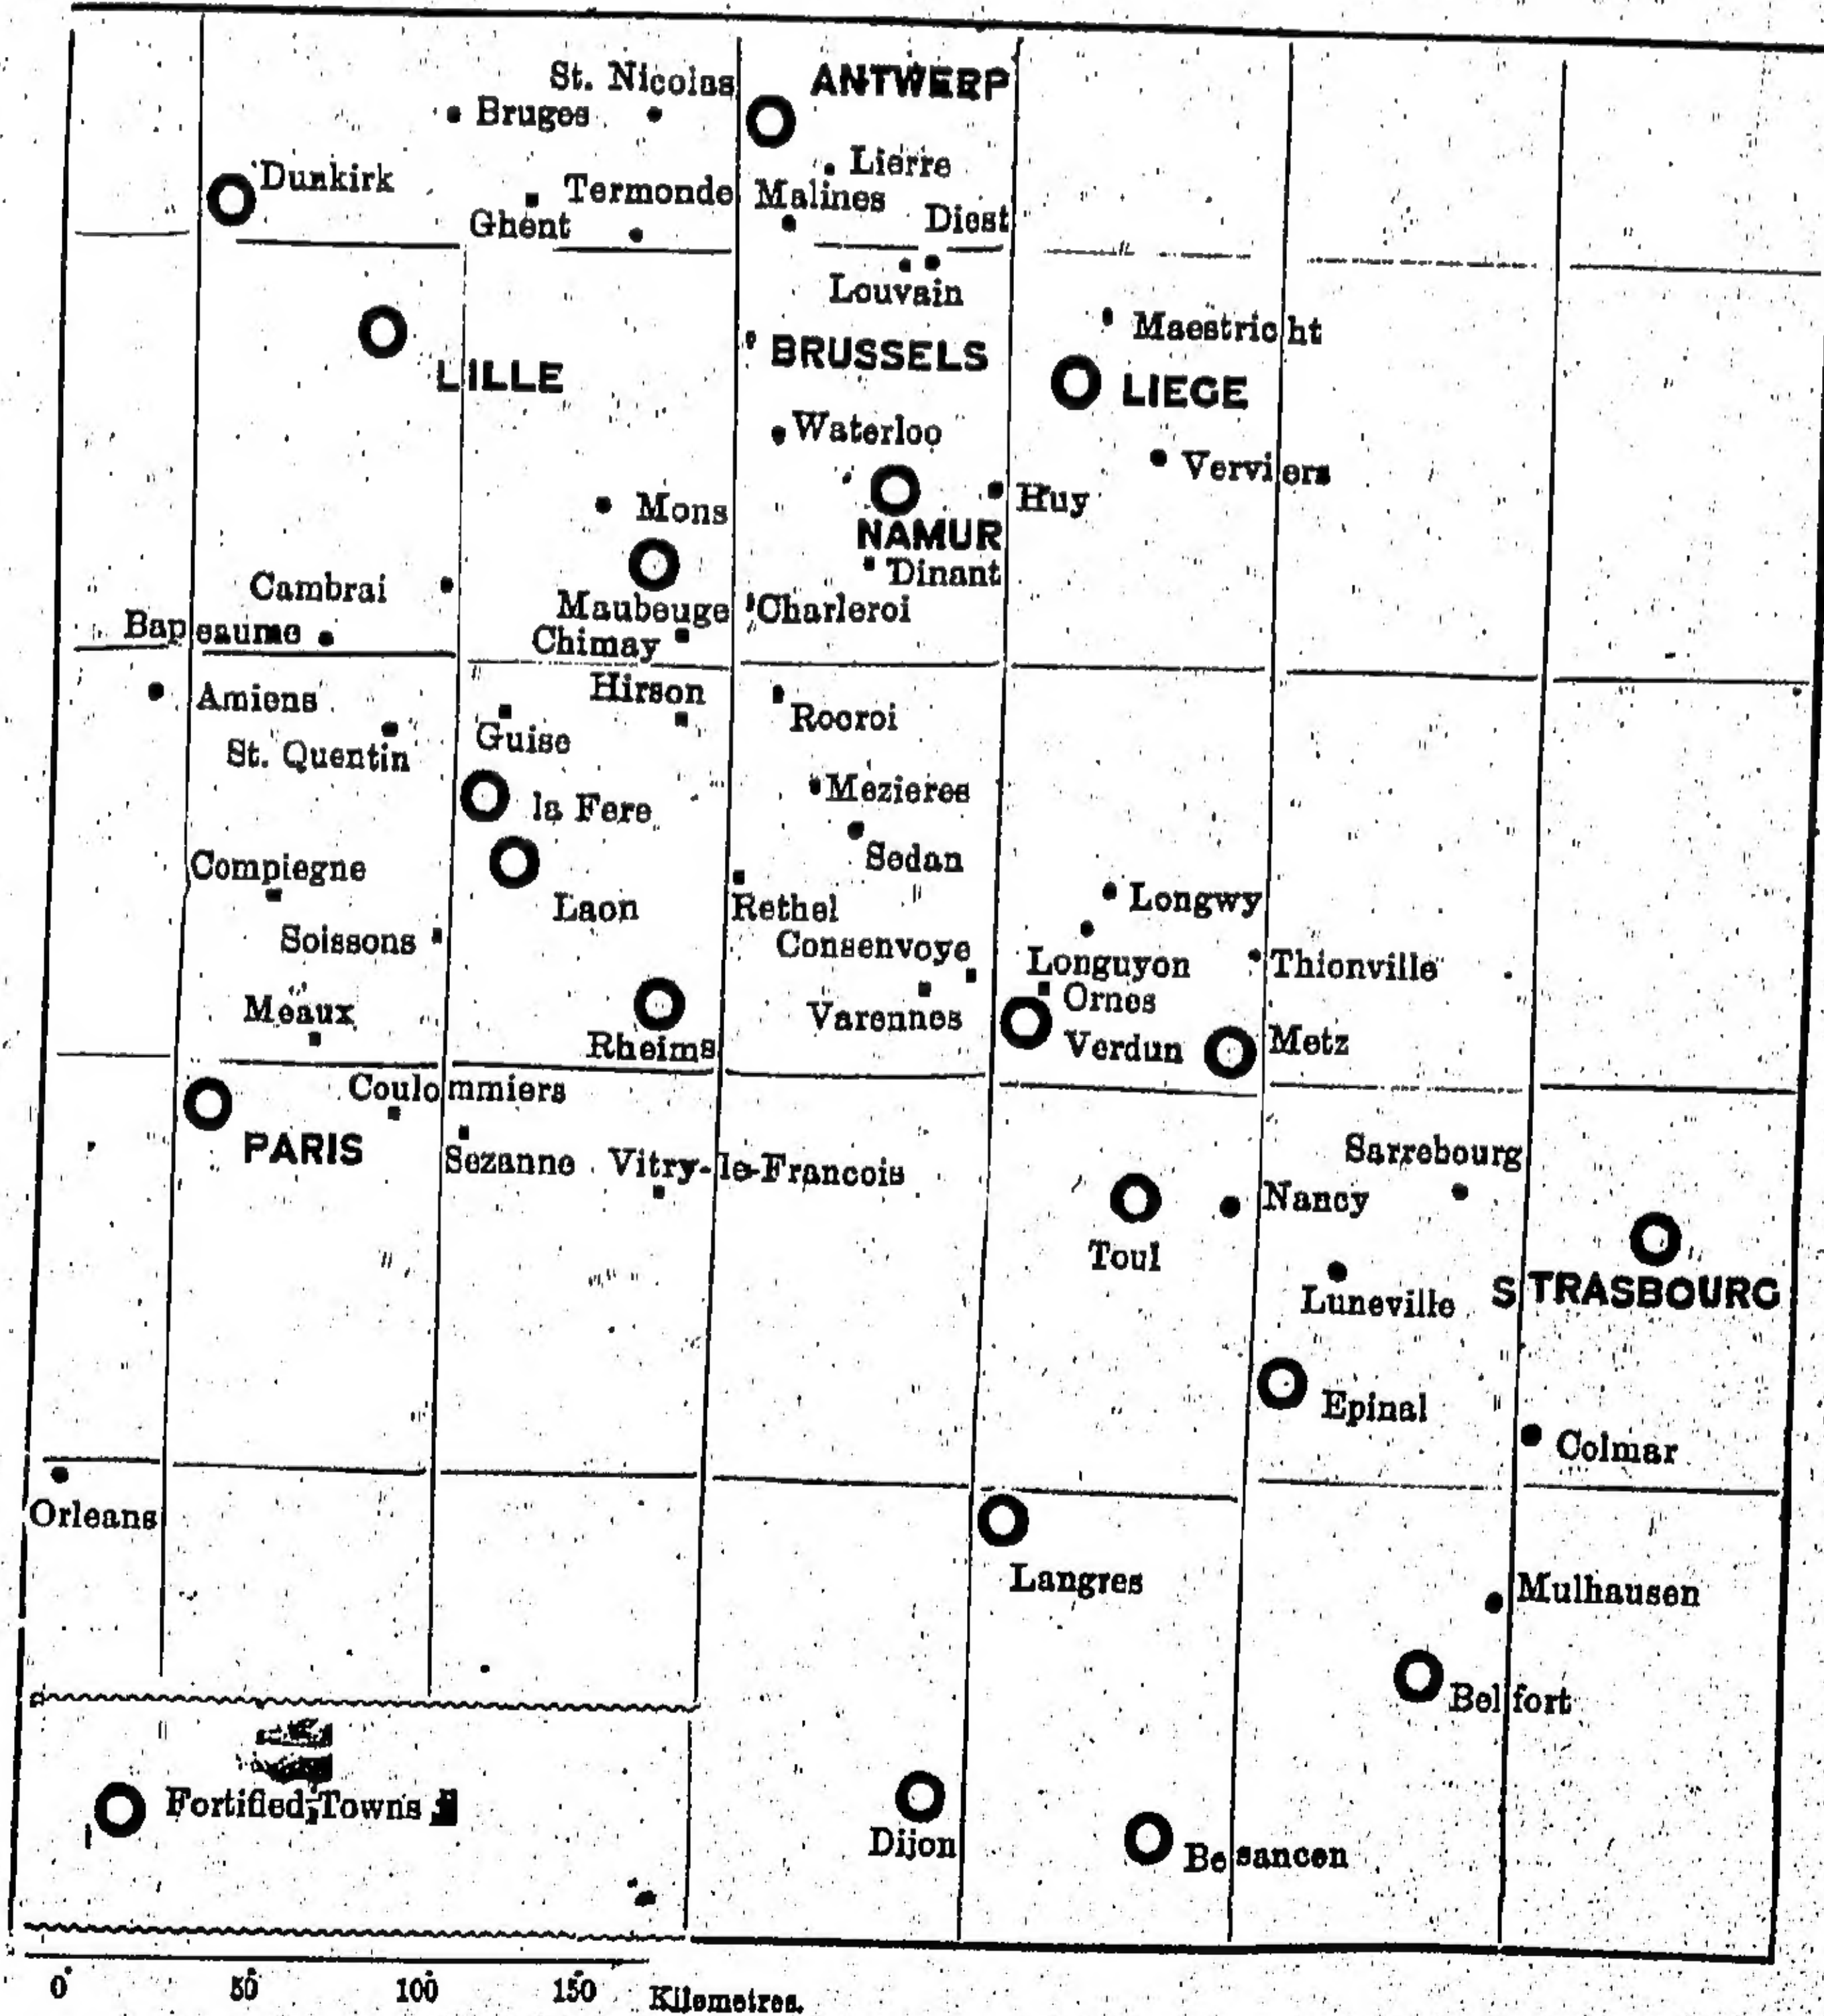 St. Nicolas
ANTWERP
Bruges
Lierre
Dunkirk
Termonde
Malines
Ghent
Diest
Louvain
Maestricht
BRUSSELS
LILLE
LIEGE
Waterloo
Verviers
Mons
Huy
NAMUR
Dinant
Cambrai
Maubeuge
Charleroi
Bapeaume
Chimay
Amiens
Hirson
Rocroi
Guise
St. Quentin
Mezieres
la Fere
Sedan
Compiegne
Laon
Rethel
Longwy
Soissons
Consenvoye
Longuyon
Thionville
Ornes
Meaux
Varennes
Rheims
Verdun
Metz
Coulommiers
PARIS
Sezanne
Vitry-le-Francois
Sarrebourg
Nancy
Toul
Luneville
STRASBOURG
Epinal
Colmar
Orleans
Langres
Mulhausen
Belfort
Fortified Towns
Dijon
Besancon
0 50 100 150 Kilometres.